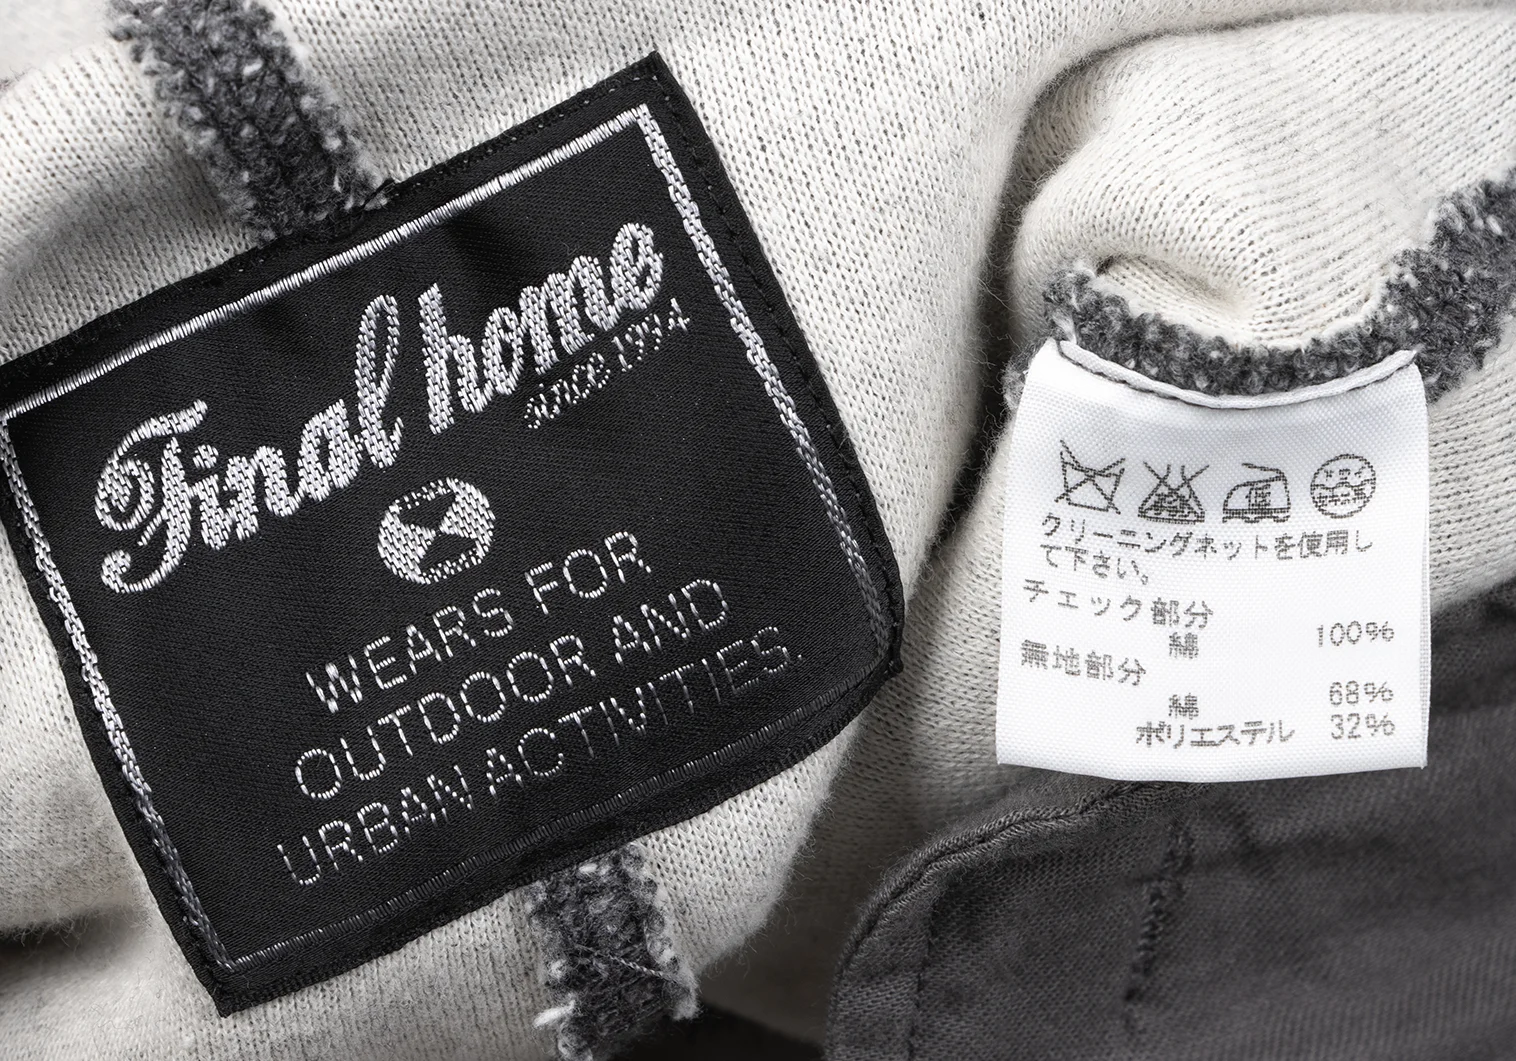 Final home
since 1994
WEARS FOR
OUTDOOR AND
URBAN ACTIVITIES.
クリーニングネットを使用し
て下さい。
チェック部分
綿 100%
無地部分
綿 68%
ポリエステル 32%